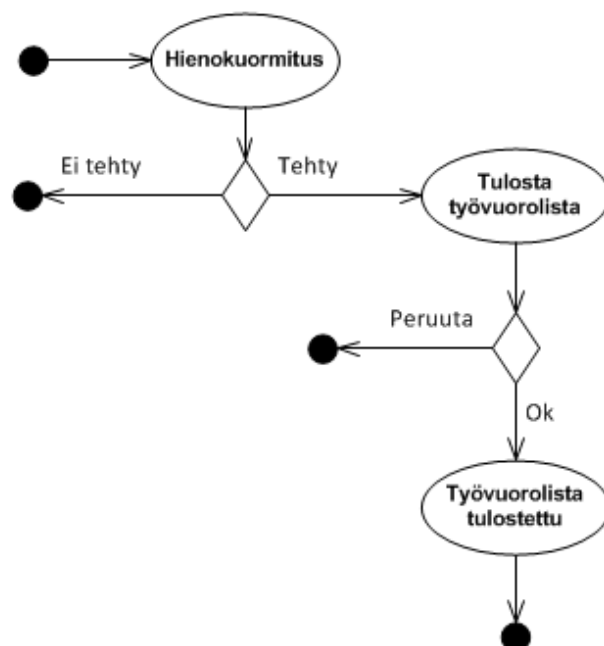 Hienokuormitus
Ei tehty
Tehty
Tulosta
työvuorolista
Peruuta
Ok
Työvuorolista
tulostettu